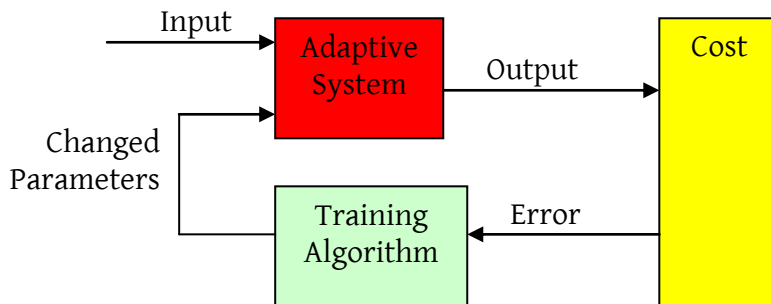 Input
Adaptive
System
Output
Cost
Changed
Parameters
Training
Algorithm
Error